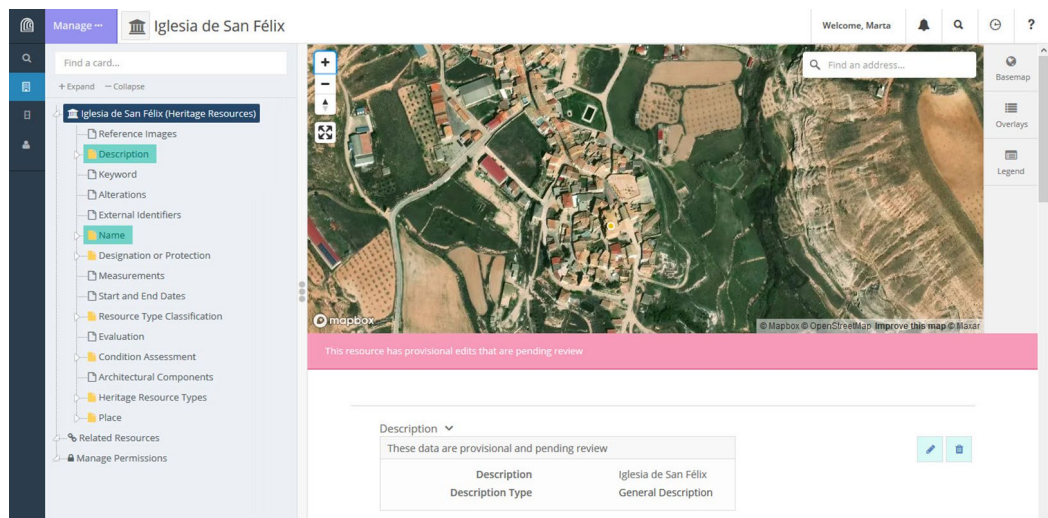 Manage
Iglesia de San Félix
Welcome, Marta
?
Find a card...
+ Expand − Collapse
Iglesia de San Félix (Heritage Resources)
Reference Images
Description
Keyword
Alterations
External Identifiers
Name
Designation or Protection
Measurements
Start and End Dates
Resource Type Classification
Evaluation
Condition Assessment
Architectural Components
Heritage Resource Types
Place
Related Resources
Manage Permissions
+
−
Find an address...
Basemap
Overlays
Legend
mapbox
© Mapbox © OpenStreetMap Improve this map © Maxar
This resource has provisional edits that are pending review
Description
These data are provisional and pending review
Description Iglesia de San Félix
Description Type General Description